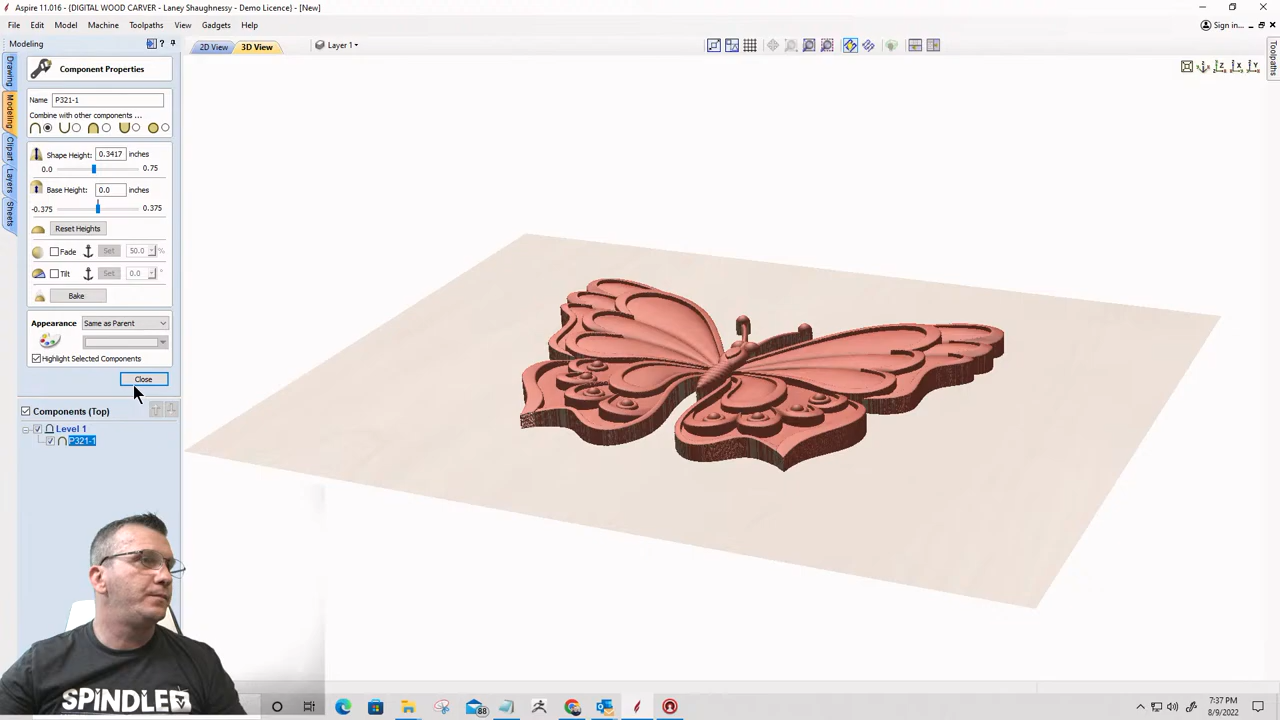 Aspire 11.016 - (DIGITAL WOOD CARVER - Laney Shaughnessy - Demo Licence) - [New]
File Edit Model Machine Toolpaths View Gadgets Help
Sign in...
Modeling
2D View 3D View Layer 1
Toolpaths
Drawing
Modeling
Clipart
Layers
Sheets
Component Properties
Name P321-1
Combine with other components ...
Shape Height: 0.3417 inches
0.0 0.75
Base Height: 0.0 inches
-0.375 0.375
Reset Heights
Fade Set 50.0 %
Tilt Set 0.0 °
Bake
Appearance Same as Parent
Highlight Selected Components
Close
Components (Top)
Level 1
P321-1
Z X Y
SPINDLE
88
7:37 PM
8/9/2022